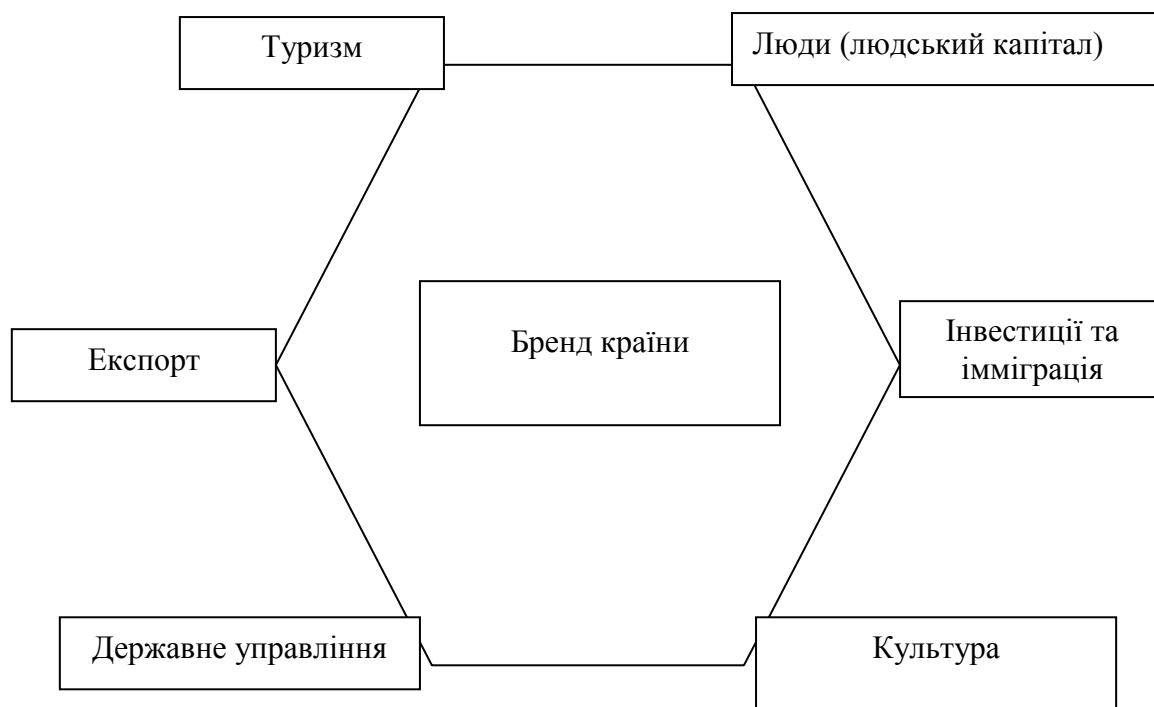 Туризм
Люди (людський капітал)
Експорт
Бренд країни
Інвестиції та
імміграція
Державне управління
Культура